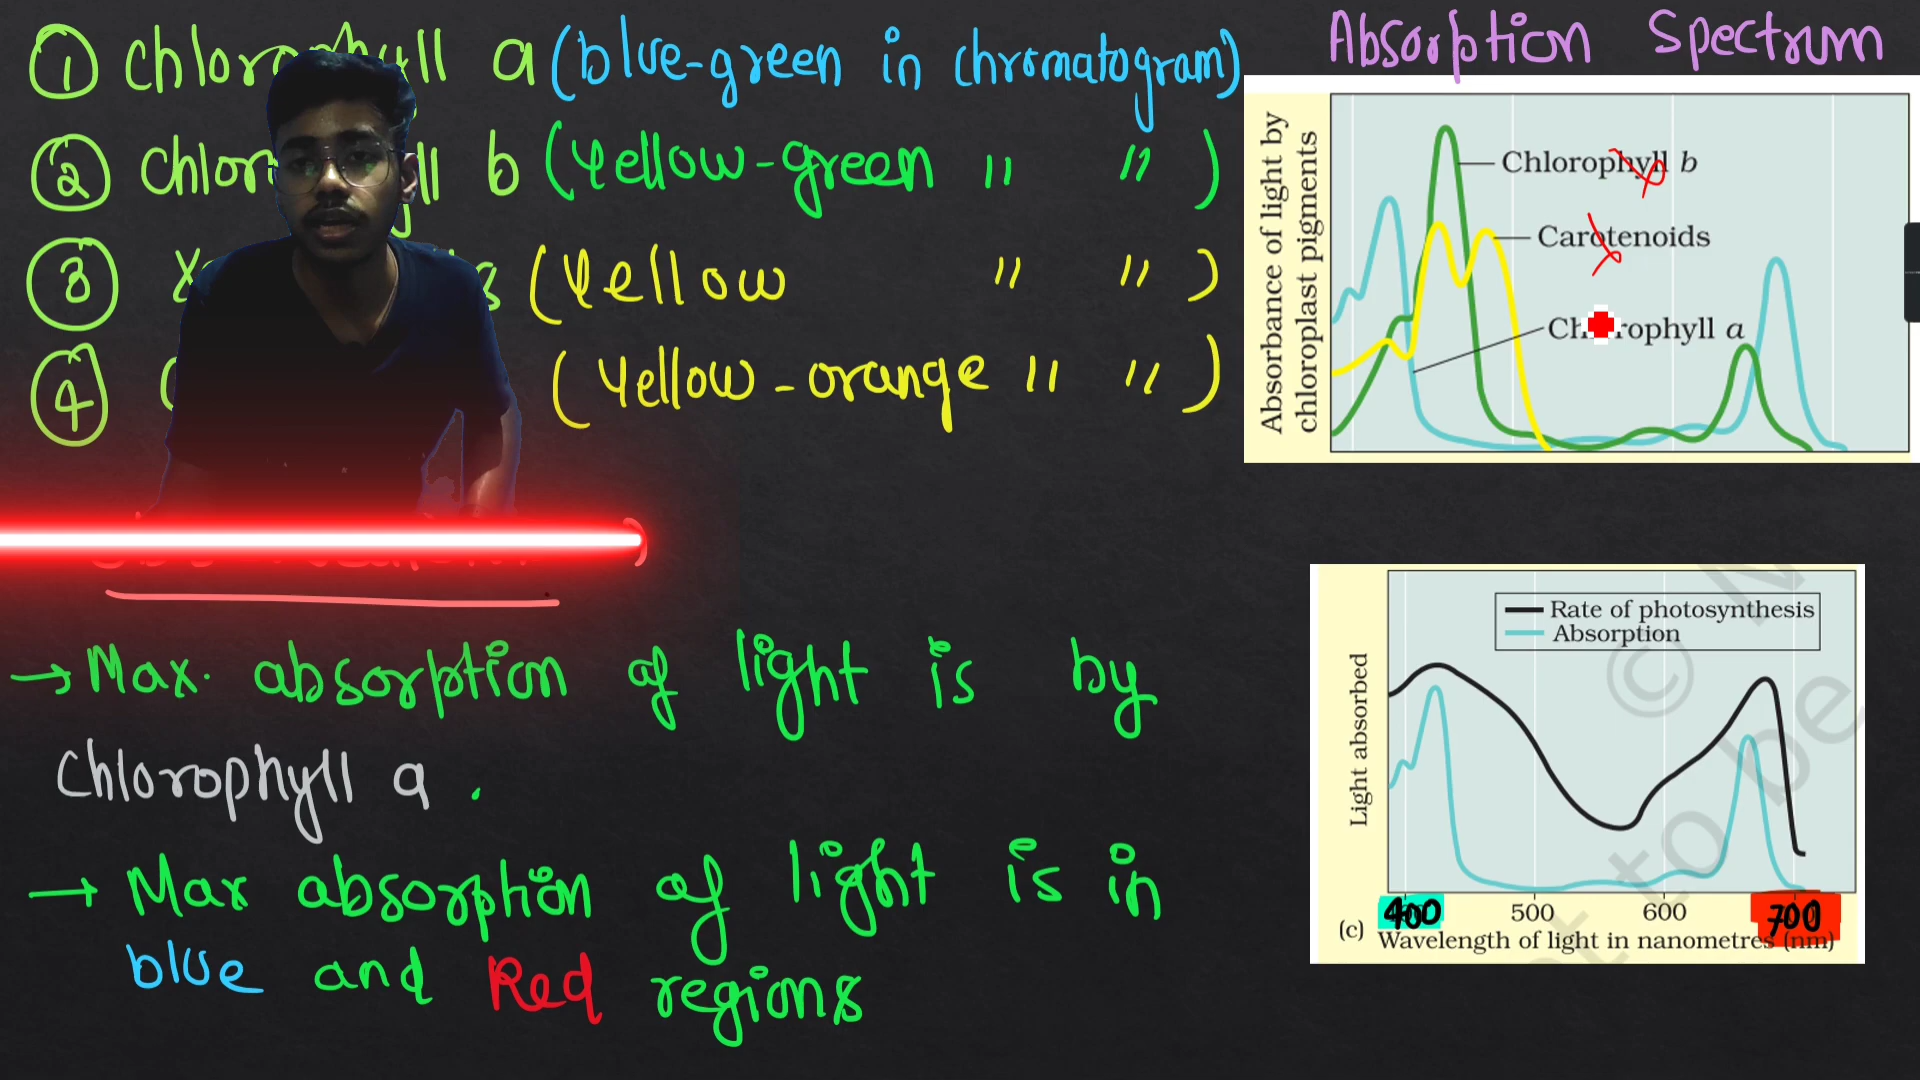 ① chlorophyll a (blue-green in chromatogram)
② chlorophyll b (Yellow-green " " )
③ (Yellow " " )
④ (Yellow-orange " " )
→ Max. absorption of light is by
chlorophyll a .
→ Max absorption of light is in
blue and Red regions
Absorption Spectrum
Absorbance of light by
chloroplast pigments
Chlorophyll b
Carotenoids
Chlorophyll a
Rate of photosynthesis
Absorption
Light absorbed
400 500 600 700
(c) Wavelength of light in nanometres (nm)
©
t to be